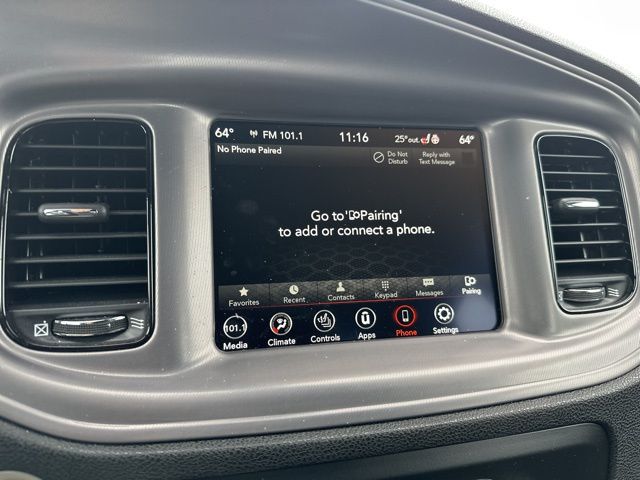 64° FM 101.1 11:16 25°out. 64°
No Phone Paired
Do Not Disturb
Reply with Text Message
Go to 'Pairing'
to add or connect a phone.
Favorites Recent Contacts Keypad Messages Pairing
101.1
Media Climate Controls Apps Phone Settings